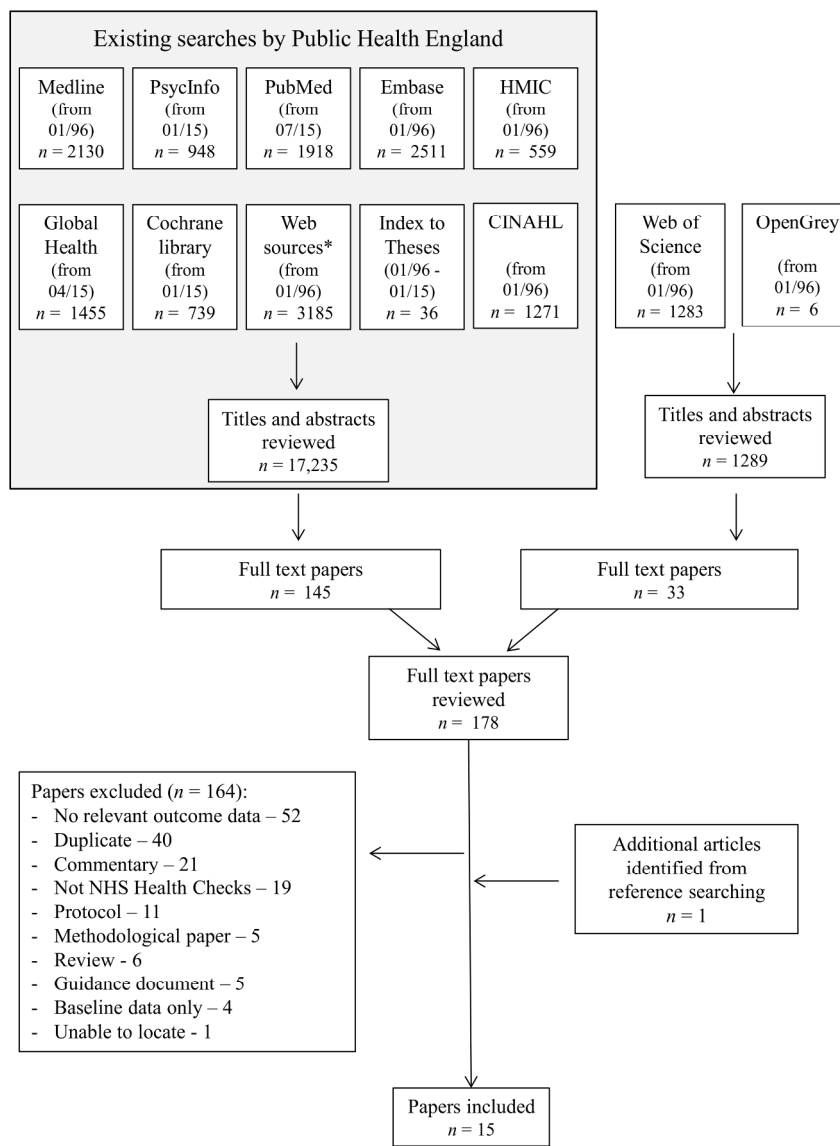 Existing searches by Public Health England
Medline
(from
01/96)
n = 2130
PsycInfo
(from
01/15)
n = 948
PubMed
(from
07/15)
n = 1918
Embase
(from
01/96)
n = 2511
HMIC
(from
01/96)
n = 559
Global
Health
(from
04/15)
n = 1455
Cochrane
library
(from
01/15)
n = 739
Web
sources*
(from
01/96)
n = 3185
Index to
Theses
(01/96 -
01/15)
n = 36
CINAHL
(from
01/96)
n = 1271
Web of
Science
(from
01/96)
n = 1283
OpenGrey
(from
01/96)
n = 6
Titles and abstracts
reviewed
n = 17,235
Titles and abstracts
reviewed
n = 1289
Full text papers
n = 145
Full text papers
n = 33
Full text papers
reviewed
n = 178
Papers excluded (n = 164):
- No relevant outcome data – 52
- Duplicate – 40
- Commentary – 21
- Not NHS Health Checks – 19
- Protocol – 11
- Methodological paper – 5
- Review - 6
- Guidance document – 5
- Baseline data only – 4
- Unable to locate - 1
Additional articles
identified from
reference searching
n = 1
Papers included
n = 15